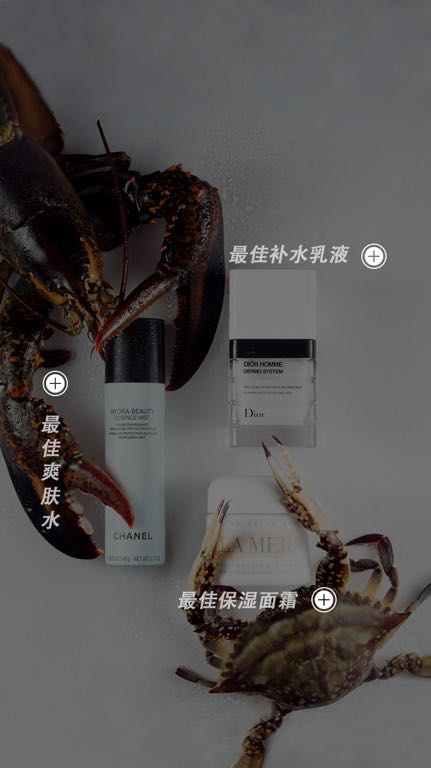 最佳补水乳液
DIOR HOMME
DERMO SYSTEM
Dior
最佳爽肤水
HYDRA BEAUTY
ESSENCE MIST
CHANEL
LA MER
最佳保湿面霜